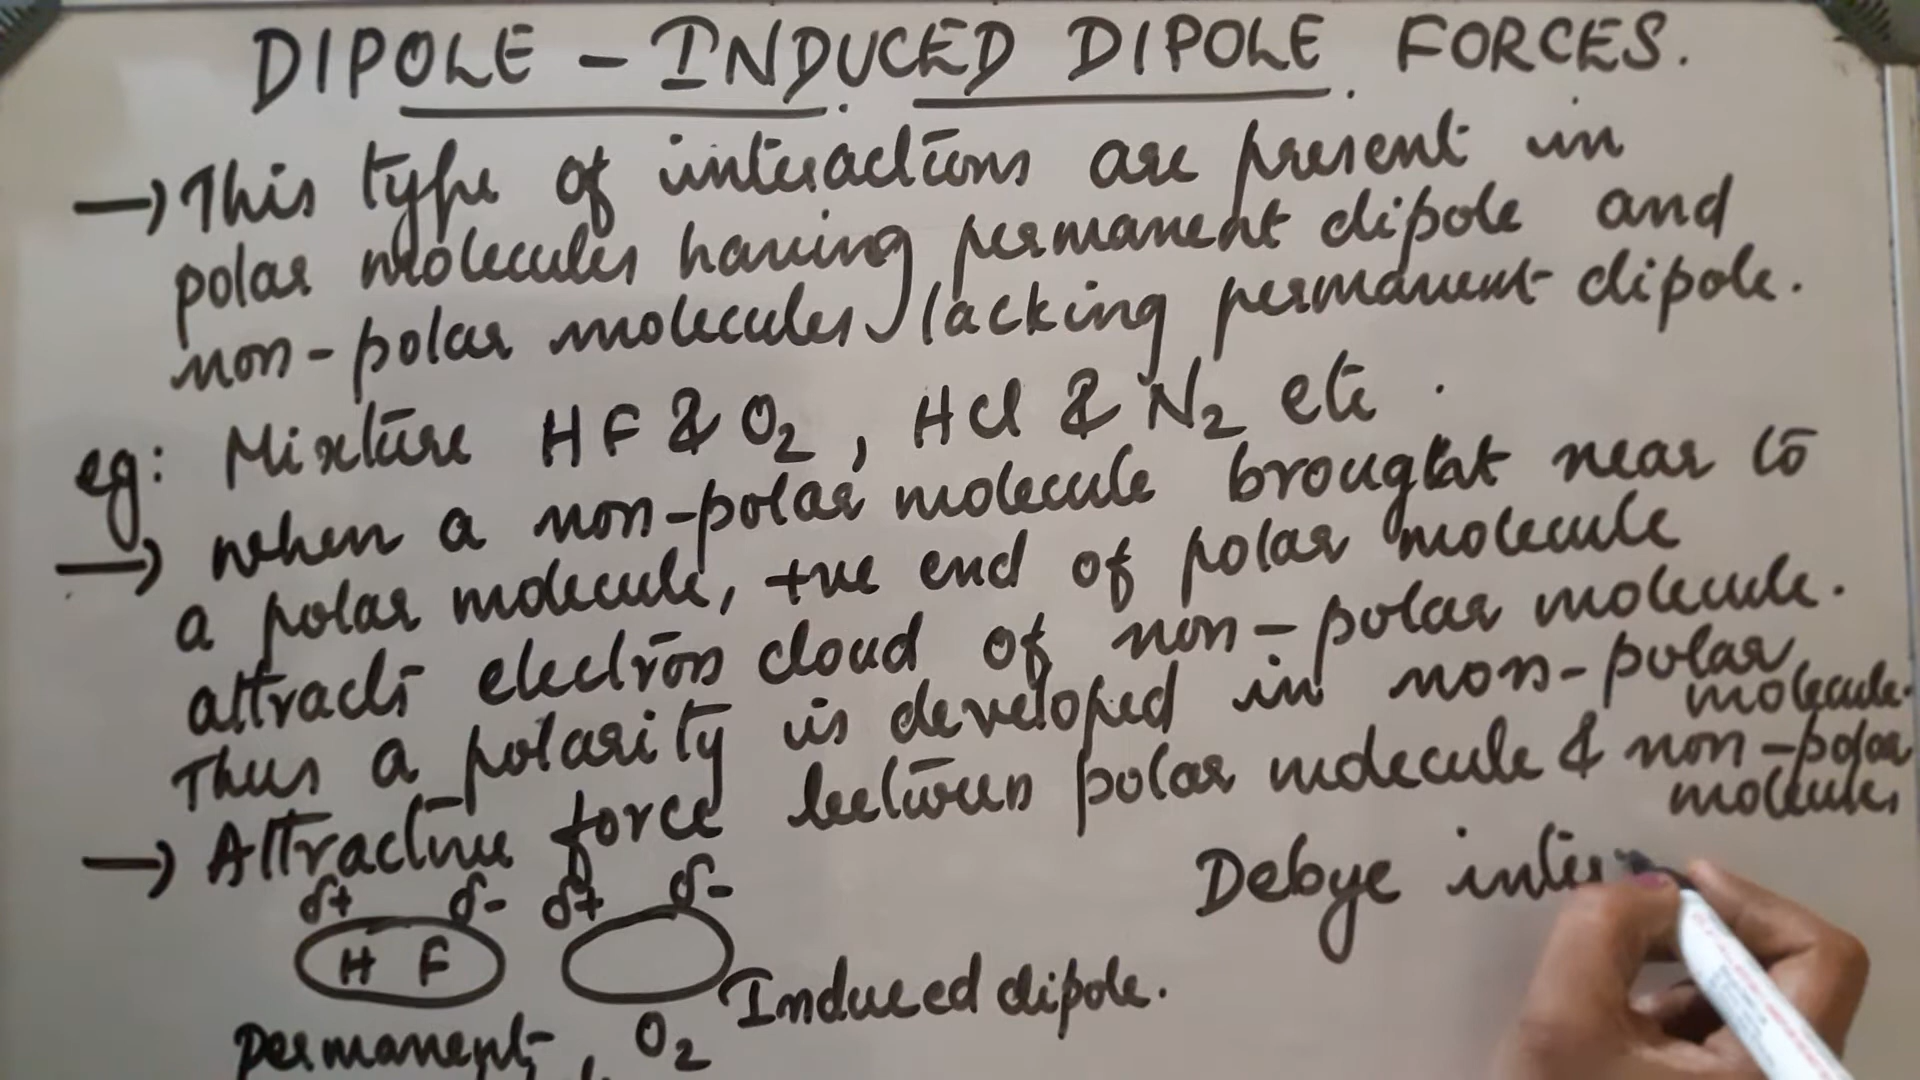 DIPOLE - INDUCED DIPOLE FORCES.
→ This type of interactions are present in
polar molecules having permanent dipole and
non-polar molecules lacking permanent dipole.
eg: Mixture HF & O2, HCl & N2 etc.
→ When a non-polar molecule brought near to
a polar molecule, +ve end of polar molecule
attracts electron cloud of non-polar molecule.
Thus a polarity is developed in non-polar
molecule.
→ Attractive force between polar molecule & non-polar
molecules
Debye inter
δ+ δ- δ+ δ-
H F
Induced dipole.
Permanent O2